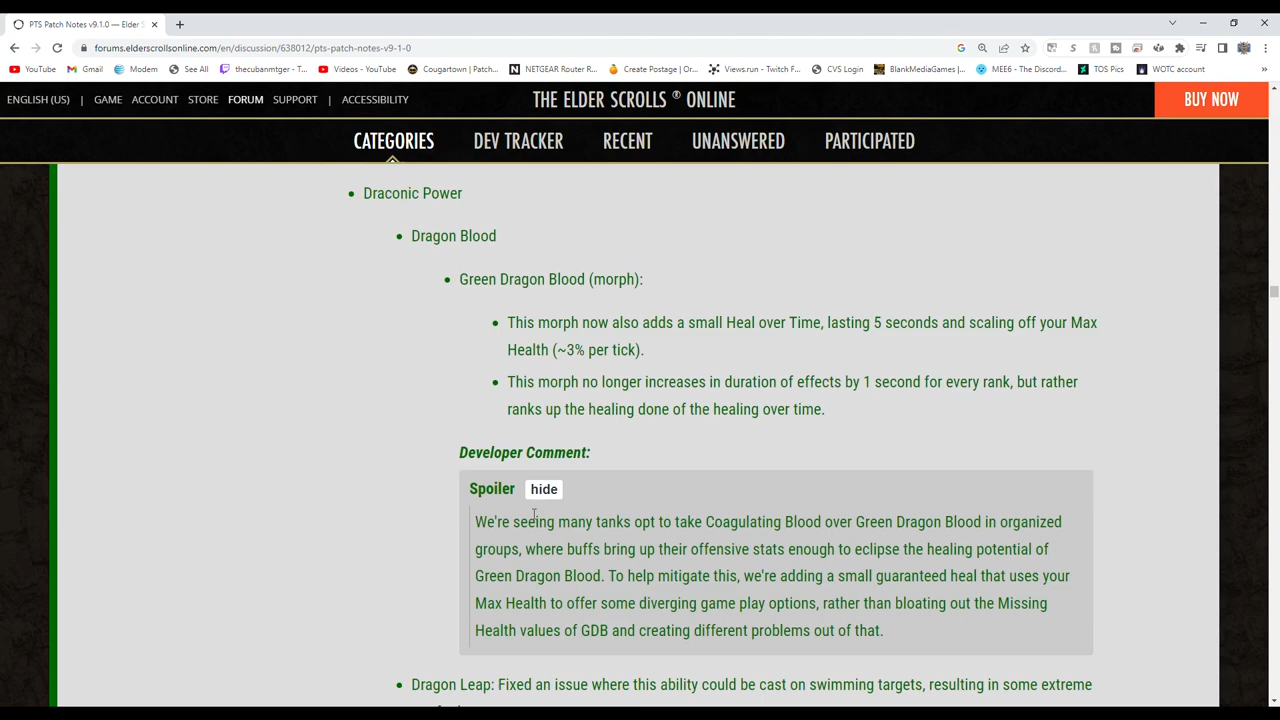 PTS Patch Notes v9.1.0 — Elder S
forums.elderscrollsonline.com/en/discussion/638012/pts-patch-notes-v9-1-0
YouTube Gmail Modem See All thecubanmtger - T... Videos - YouTube Cougartown | Patch... NETGEAR Router R... Create Postage | Or... Views.run - Twitch F... CVS Login BlankMediaGames |... MEE6 - The Discord... TOS Pics WOTC account »
ENGLISH (US) | GAME ACCOUNT STORE FORUM SUPPORT | ACCESSIBILITY THE ELDER SCROLLS ® ONLINE BUY NOW
CATEGORIES DEV TRACKER RECENT UNANSWERED PARTICIPATED
• Draconic Power
• Dragon Blood
• Green Dragon Blood (morph):
• This morph now also adds a small Heal over Time, lasting 5 seconds and scaling off your Max
Health (~3% per tick).
• This morph no longer increases in duration of effects by 1 second for every rank, but rather
ranks up the healing done of the healing over time.
Developer Comment:
Spoiler hide
We're seeing many tanks opt to take Coagulating Blood over Green Dragon Blood in organized
groups, where buffs bring up their offensive stats enough to eclipse the healing potential of
Green Dragon Blood. To help mitigate this, we're adding a small guaranteed heal that uses your
Max Health to offer some diverging game play options, rather than bloating out the Missing
Health values of GDB and creating different problems out of that.
• Dragon Leap: Fixed an issue where this ability could be cast on swimming targets, resulting in some extreme